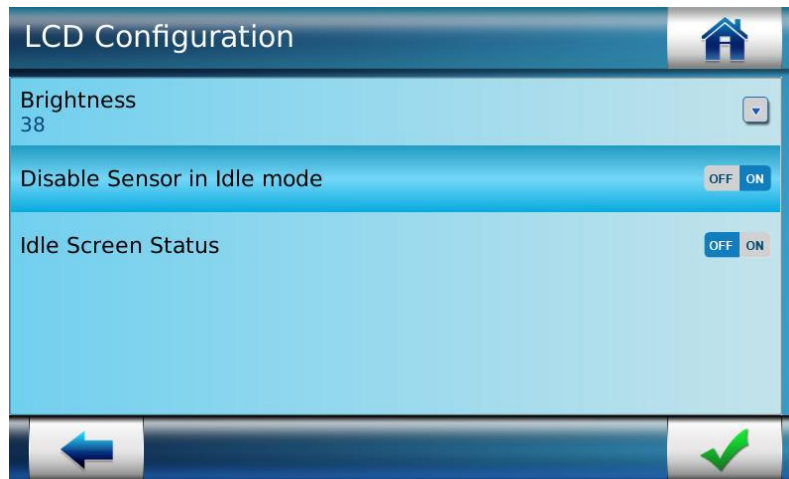 LCD Configuration
Brightness
38
Disable Sensor in Idle mode
OFF ON
Idle Screen Status
OFF ON